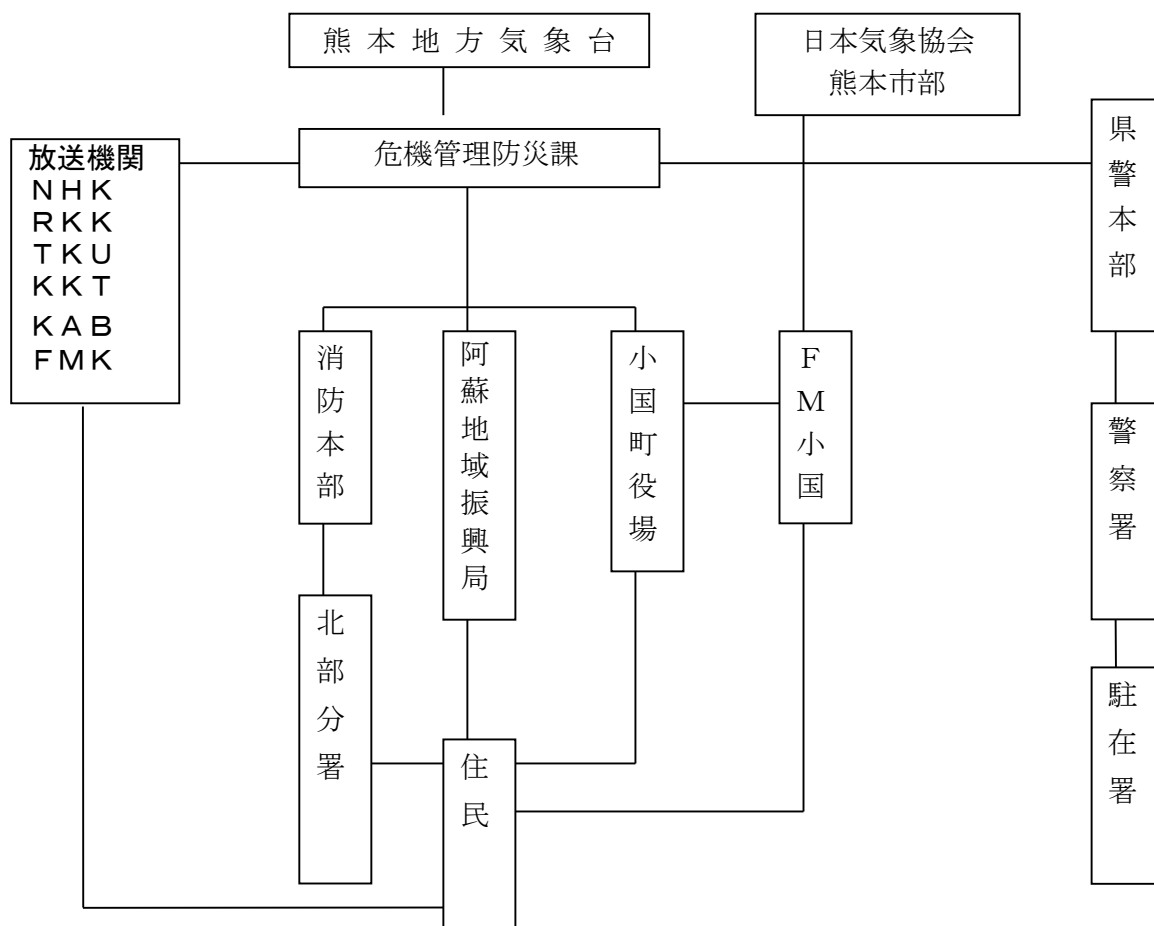 熊本地方気象台
日本気象協会
熊本市部
危機管理防災課
放送機関
ＮＨＫ
ＲＫＫ
ＴＫＵ
ＫＫＴ
ＫＡＢ
ＦＭＫ
県警本部
消防本部
阿蘇地域振興局
小国町役場
ＦＭ小国
警察署
北部分署
住民
駐在署